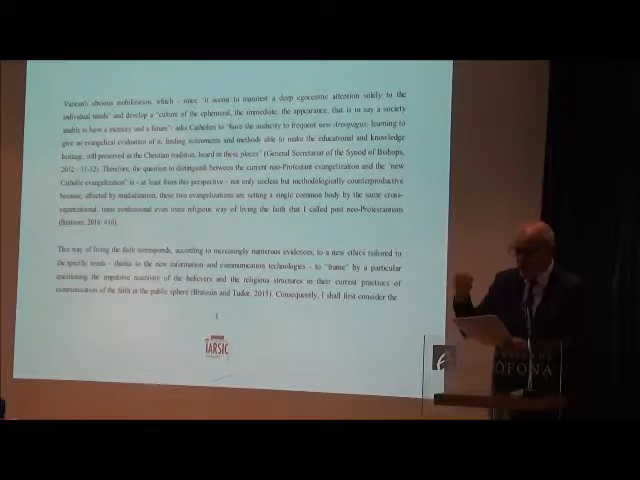 Vatican's obvious mobilization, which - since "it seems to manifest a deep egocentric attention solely to the
individual needs" and develop a "culture of the ephemeral, the immediate, the appearance, that is to say a society
unable to have a memory and a future"- asks Catholics to "have the audacity to frequent new Areopagus, learning to
give an evangelical evaluation of it, finding instruments and methods able to make the educational and knowledge
heritage, still preserved in the Christian tradition, heard in those places" (General Secretariat of the Synod of Bishops,
2012 : 31-32). Therefore, the question to distinguish between the current neo-Protestant evangelization and the "new
Catholic evangelization" is - at least from this perspective - not only useless but methodologically counterproductive
because, affected by mediatization, these two evangelizations are setting a single common body by the same cross-
organizational, trans confessional even trans religious way of living the faith that I called post neo-Protestantism
(Bratosin, 2016: 416).
This way of living the faith corresponds, according to increasingly numerous evidences, to a new ethics tailored to
the specific needs - thanks to the new information and communication technologies - to "frame" by a particular
questioning the impulsive reactivity of the believers and the religious structures in their current practices of
communication of the faith in the public sphere (Bratosin and Tudor, 2015). Consequently, I shall first consider the
1
IARSIC
OFONA